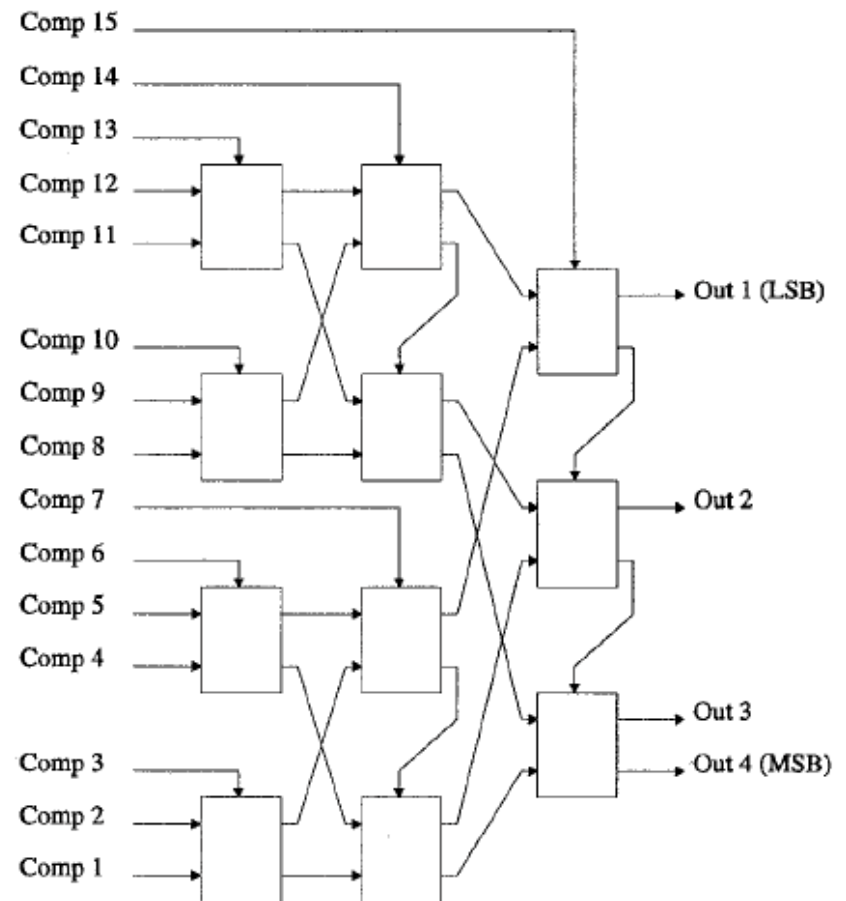 Comp 15
Comp 14
Comp 13
Comp 12
Comp 11
Comp 10
Comp 9
Comp 8
Comp 7
Comp 6
Comp 5
Comp 4
Comp 3
Comp 2
Comp 1
Out 1 (LSB)
Out 2
Out 3
Out 4 (MSB)